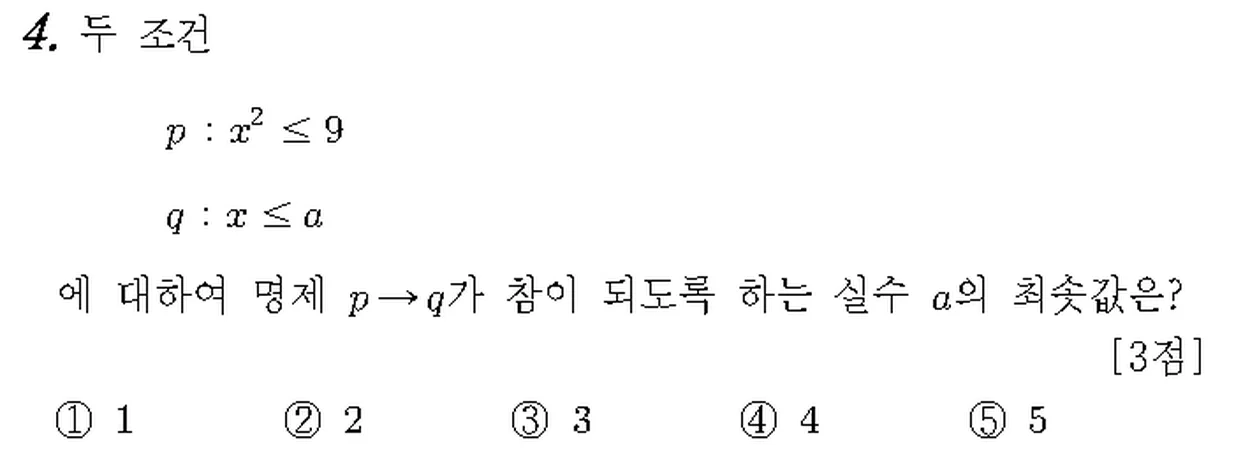 4. 두 조건
p : x² ≤ 9
q : x ≤ a
에 대하여 명제 p → q가 참이 되도록 하는 실수 a의 최솟값은?
[3점]
① 1 ② 2 ③ 3 ④ 4 ⑤ 5